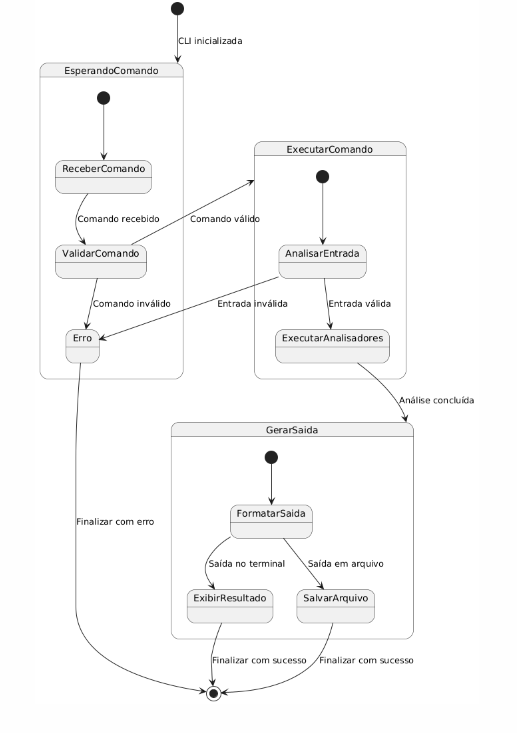 CLI inicializada
EsperandoComando
ReceberComando
Comando recebido
ValidarComando
Comando válido
Comando inválido
Erro
ExecutarComando
AnalisarEntrada
Entrada inválida
Entrada válida
ExecutarAnalisadores
Análise concluída
GerarSaida
FormatarSaida
Saída no terminal
Saída em arquivo
ExibirResultado
SalvarArquivo
Finalizar com erro
Finalizar com sucesso
Finalizar com sucesso